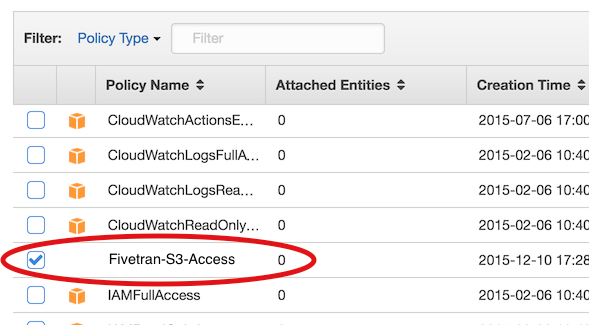 Filter: Policy Type Filter
Policy Name Attached Entities Creation Time
CloudWatchActionsE... 0 2015-07-06 17:00
CloudWatchLogsFullA... 0 2015-02-06 10:40
CloudWatchLogsRea... 0 2015-02-06 10:40
CloudWatchReadOnly... 0 2015-02-06 10:40
Fivetran-S3-Access 0 2015-12-10 17:28
IAMFullAccess 0 2015-02-06 10:40